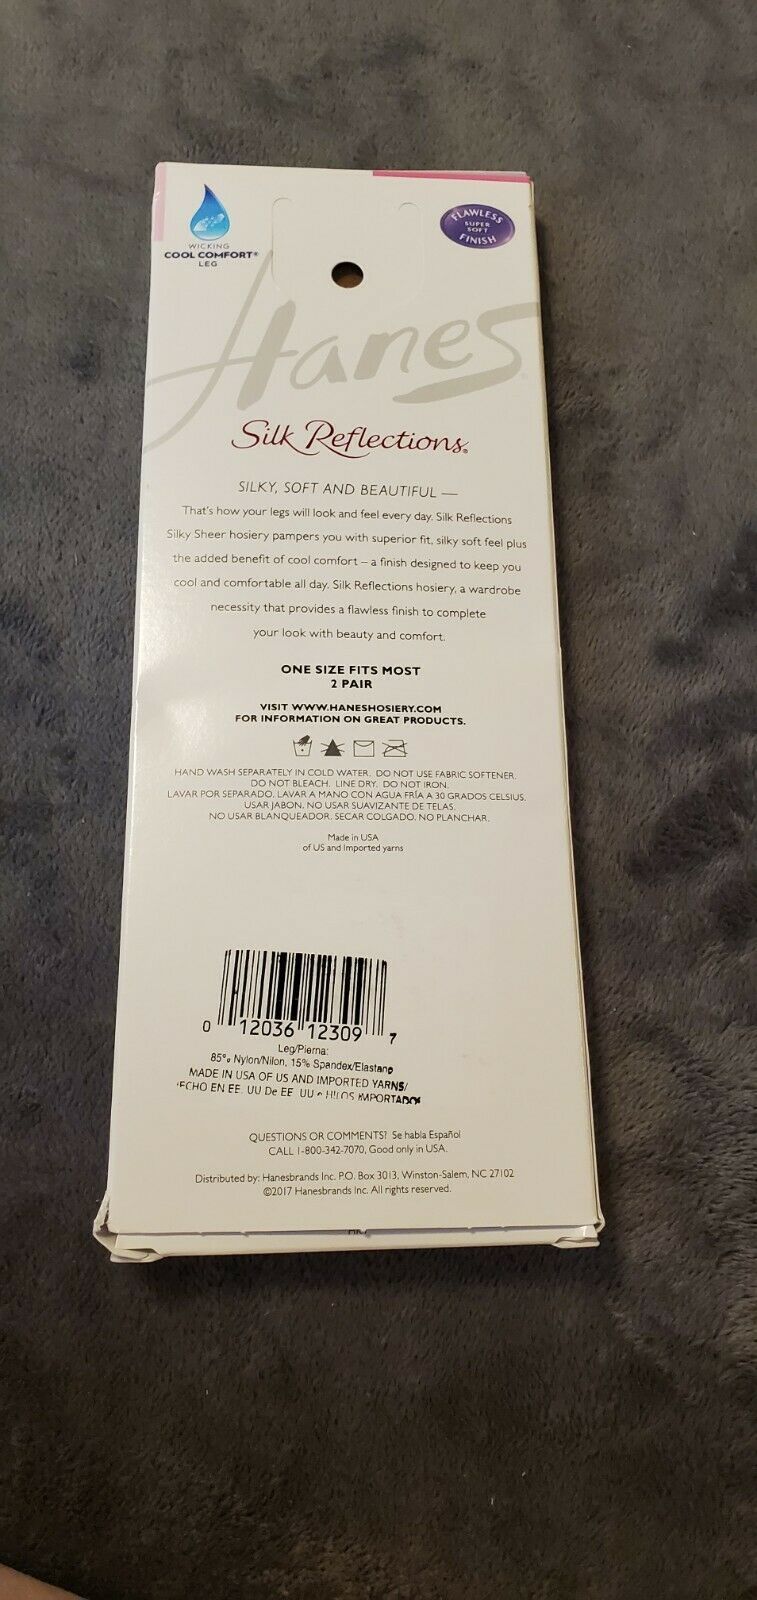 WICKING
COOL COMFORT®
LEG
FLAWLESS
SUPER
SOFT
FINISH
Hanes
Silk Reflections®
SILKY, SOFT AND BEAUTIFUL —
That's how your legs will look and feel every day. Silk Reflections
Silky Sheer hosiery pampers you with superior fit, silky soft feel plus
the added benefit of cool comfort – a finish designed to keep you
cool and comfortable all day. Silk Reflections hosiery, a wardrobe
necessity that provides a flawless finish to complete
your look with beauty and comfort.
ONE SIZE FITS MOST
2 PAIR
VISIT WWW.HANESHOSIERY.COM
FOR INFORMATION ON GREAT PRODUCTS.
HAND WASH SEPARATELY IN COLD WATER. DO NOT USE FABRIC SOFTENER.
DO NOT BLEACH. LINE DRY. DO NOT IRON.
LAVAR POR SEPARADO. LAVAR A MANO CON AGUA FRÍA A 30 GRADOS CELSIUS.
USAR JABON. NO USAR SUAVIZANTE DE TELAS.
NO USAR BLANQUEADOR. SECAR COLGADO. NO PLANCHAR.
Made in USA
of US and Imported yarns
0 12036 12309 7
Leg/Pierna:
85% Nylon/Nilon, 15% Spandex/Elastano
MADE IN USA OF US AND IMPORTED YARNS/
ECHO EN EE. UU De EE. UU e HILOS IMPORTADOS
QUESTIONS OR COMMENTS? Se habla Español
CALL 1-800-342-7070, Good only in USA.
Distributed by: Hanesbrands Inc. P.O. Box 3013, Winston-Salem, NC 27102
©2017 Hanesbrands Inc. All rights reserved.